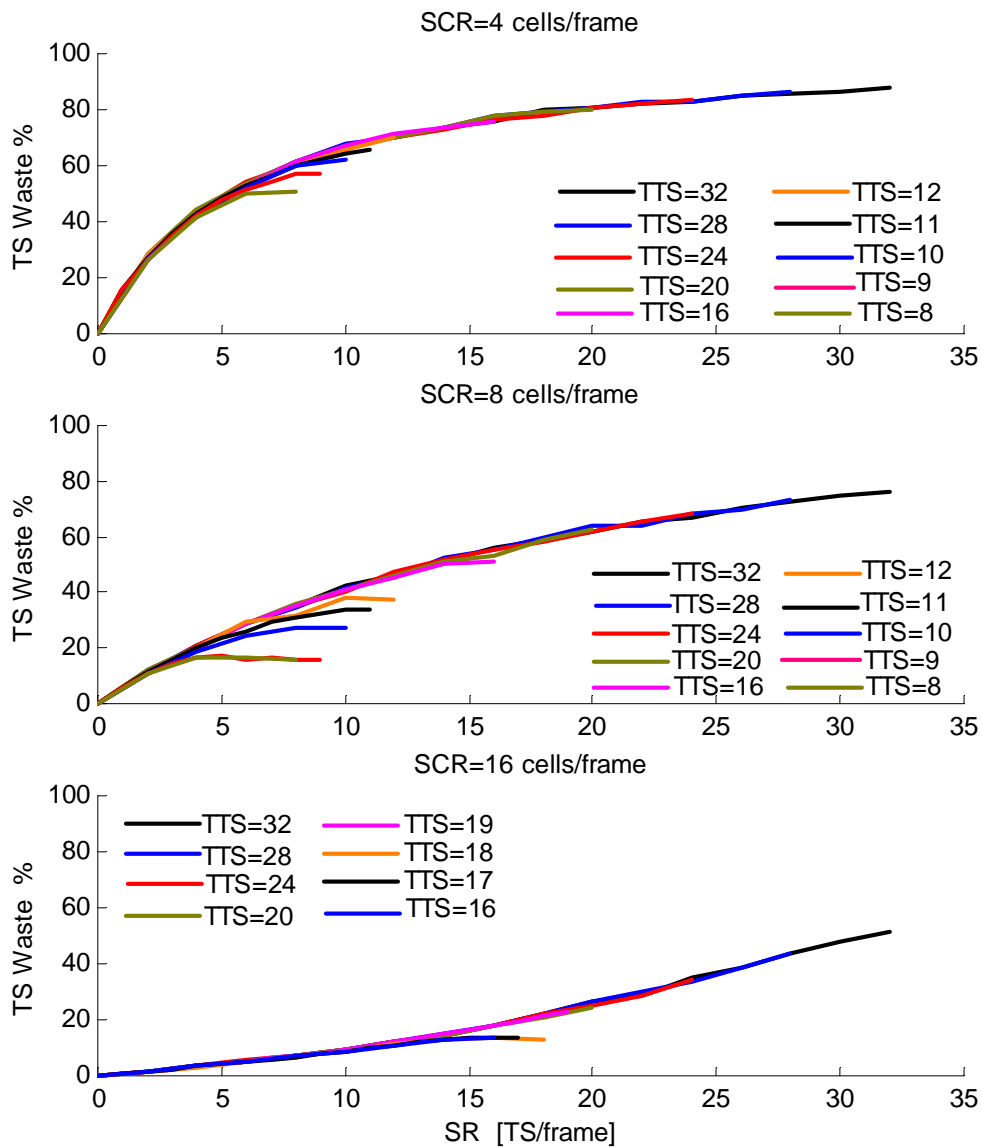 SCR=4 cells/frame
100
80
60
40
20
0
TS Waste %
TTS=32 TTS=12
TTS=28 TTS=11
TTS=24 TTS=10
TTS=20 TTS=9
TTS=16 TTS=8
0 5 10 15 20 25 30 35
SCR=8 cells/frame
100
80
60
40
20
0
TS Waste %
TTS=32 TTS=12
TTS=28 TTS=11
TTS=24 TTS=10
TTS=20 TTS=9
TTS=16 TTS=8
0 5 10 15 20 25 30 35
SCR=16 cells/frame
100
80
60
40
20
0
TS Waste %
TTS=32 TTS=19
TTS=28 TTS=18
TTS=24 TTS=17
TTS=20 TTS=16
0 5 10 15 20 25 30 35
SR [TS/frame]